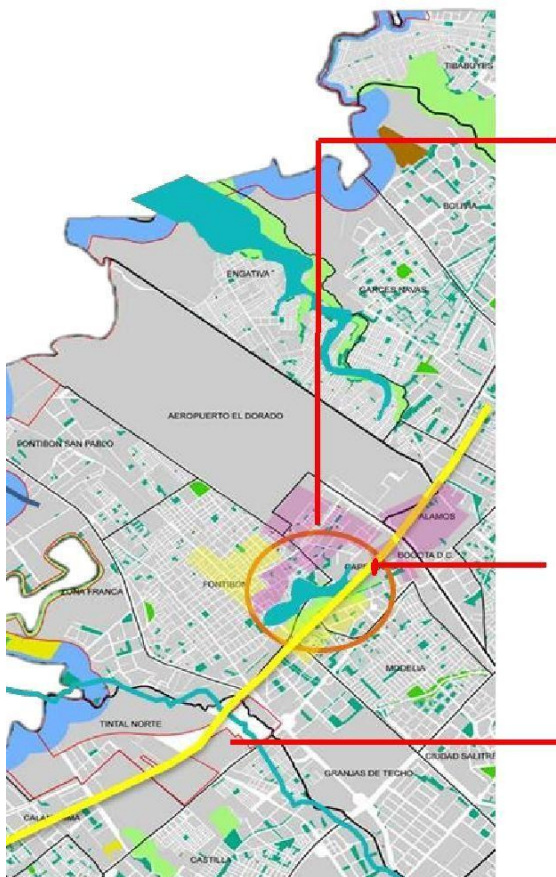 TIBABUYES
BOLIVIA
ENGATIVA
GARCES NAVAS
AEROPUERTO EL DORADO
FONTIBON SAN PABLO
ALAMOS
BOGOTA D.C.
FONTIBON
ZONA FRANCA
MODELIA
TINTAL NORTE
CIUDAD SALITRE
GRANJAS DE TECHO
CASTILLA